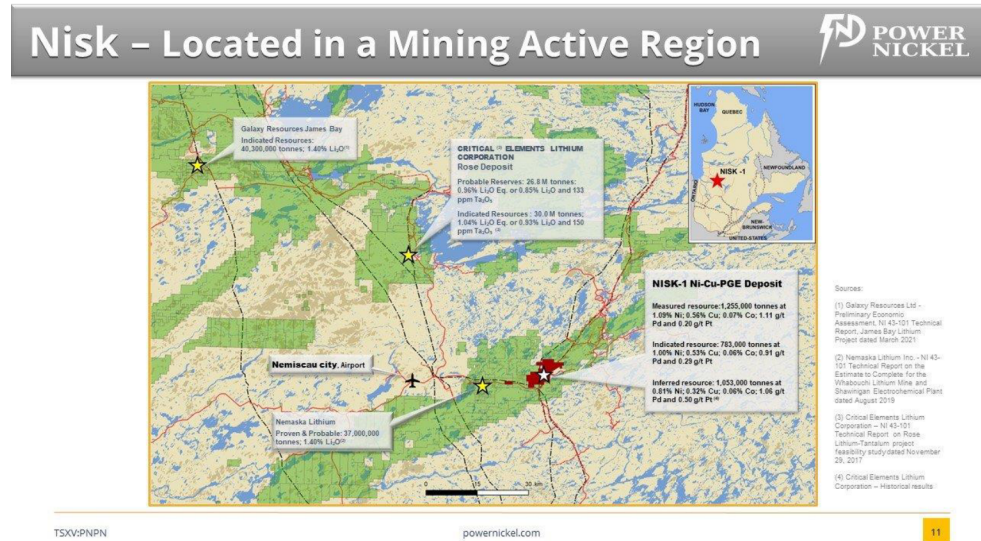 Nisk – Located in a Mining Active Region
POWER
NICKEL
Galaxy Resources James Bay
Indicated Resources:
40,300,000 tonnes; 1.40% Li₂O⁽¹⁾
CRITICAL ⁽³⁾ ELEMENTS LITHIUM
CORPORATION
Rose Deposit
Probable Reserves: 26.8 M tonnes;
0.96% Li₂O Eq. or 0.85% Li₂O and 133
ppm Ta₂O₅
Indicated Resources : 30.0 M tonnes;
1.04% Li₂O Eq. or 0.93% Li₂O and 150
ppm Ta₂O₅ ⁽³⁾
HUDSON
BAY
QUEBEC
NEWFOUNDLAND
NISK -1
ONTARIO
NEW-
BRUNSWICK
UNITED-STATES
NISK-1 Ni-Cu-PGE Deposit
Measured resource:1,255,000 tonnes at
1.09% Ni; 0.56% Cu; 0.07% Co; 1.11 g/t
Pd and 0.20 g/t Pt
Indicated resource: 783,000 tonnes at
1.00% Ni; 0.53% Cu; 0.06% Co; 0.91 g/t
Pd and 0.29 g/t Pt
Inferred resource: 1,053,000 tonnes at
0.81% Ni; 0.32% Cu; 0.06% Co; 1.06 g/t
Pd and 0.50 g/t Pt ⁽⁴⁾
Nemiscau city, Airport
Nemaska Lithium
Proven & Probable: 37,000,000
tonnes; 1.40% Li₂O⁽²⁾
0 15 30 km
Sources:
(1) Galaxy Resources Ltd -
Preliminary Economic
Assessment, NI 43-101 Technical
Report, James Bay Lithium
Project dated March 2021
(2) Nemaska Lithium Inc. - NI 43-
101 Technical Report on the
Estimate to Complete for the
Whabouchi Lithium Mine and
Shawinigan Electrochemical Plant
dated August 2019
(3) Critical Elements Lithium
Corporation – NI 43-101
Technical Report on Rose
Lithium-Tantalum project
feasibility study dated November
29, 2017
(4) Critical Elements Lithium
Corporation – Historical results
TSXV:PNPN
powernickel.com
11